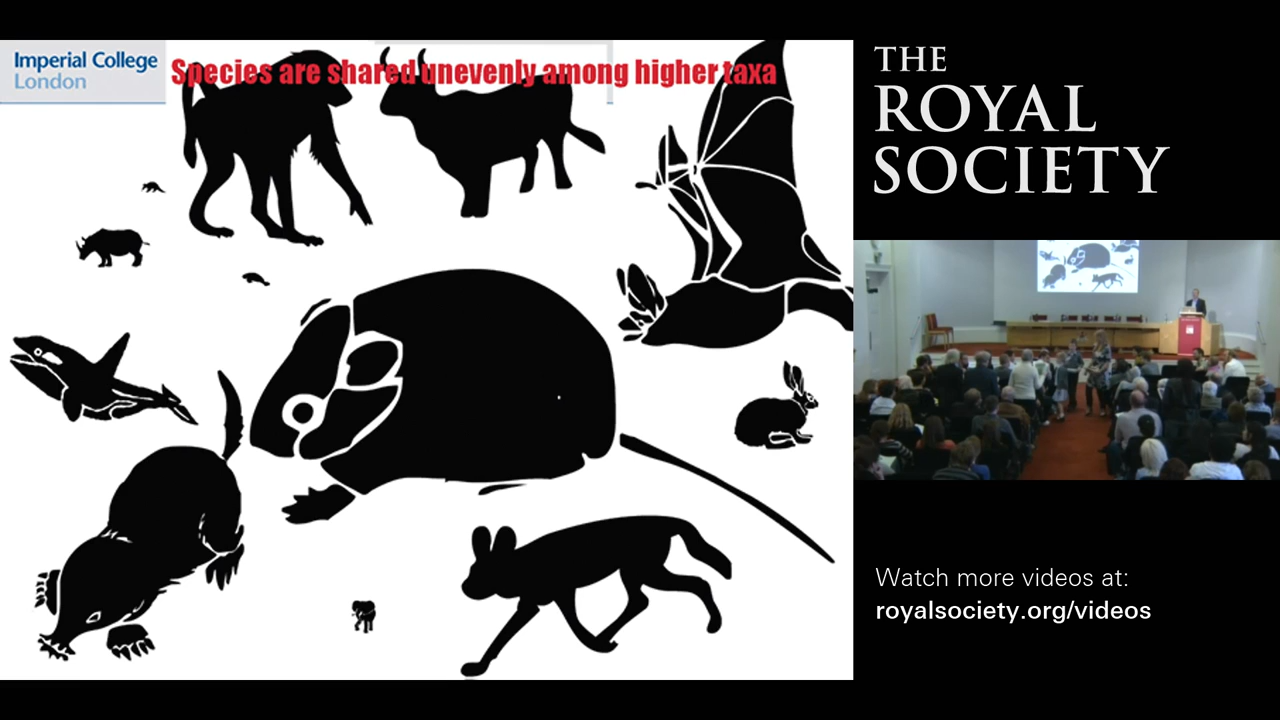 Imperial College
London
Species are shared unevenly among higher taxa
THE
ROYAL
SOCIETY
Watch more videos at:
royalsociety.org/videos